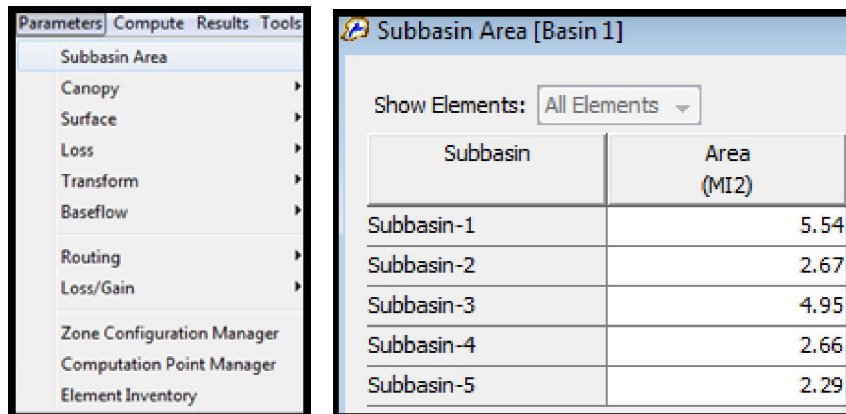 Parameters Compute Results Tools
Subbasin Area
Canopy
Surface
Loss
Transform
Baseflow
Routing
Loss/Gain
Zone Configuration Manager
Computation Point Manager
Element Inventory
Subbasin Area [Basin 1]
Show Elements: All Elements
Subbasin Area
(MI2)
Subbasin-1 5.54
Subbasin-2 2.67
Subbasin-3 4.95
Subbasin-4 2.66
Subbasin-5 2.29